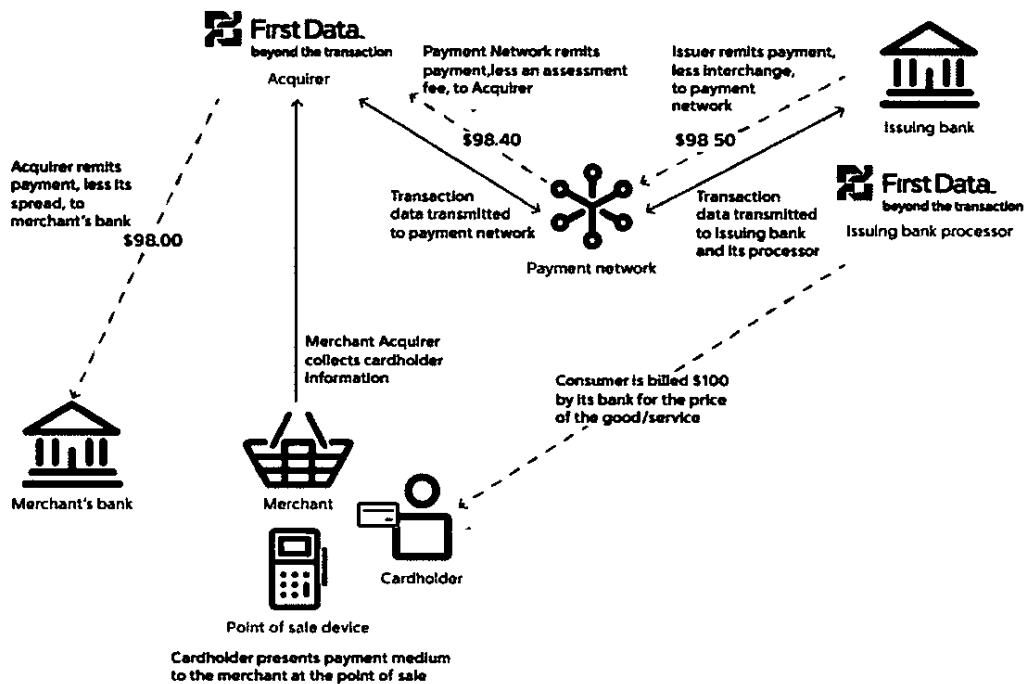 First Data.
beyond the transaction
Acquirer
Payment Network remits
payment,less an assessment
fee, to Acquirer
$98.40
Issuer remits payment,
less interchange,
to payment
network
$98 50
Issuing bank
First Data.
beyond the transaction
Issuing bank processor
Acquirer remits
payment, less its
spread, to
merchant's bank
$98.00
Transaction
data transmitted
to payment network
Transaction
data transmitted
to issuing bank
and its processor
Payment network
Merchant Acquirer
collects cardholder
information
Consumer is billed $100
by its bank for the price
of the good/service
Merchant's bank
Merchant
Cardholder
Point of sale device
Cardholder presents payment medium
to the merchant at the point of sale